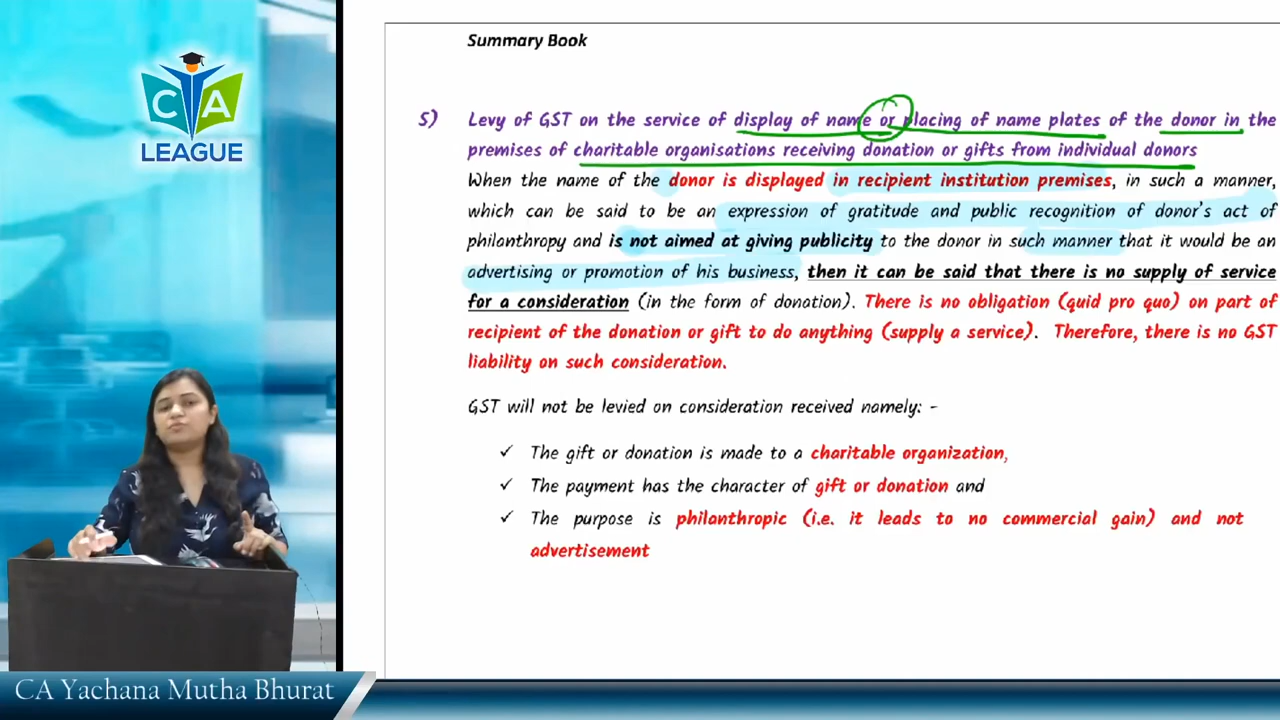 CA
LEAGUE
Summary Book
5) Levy of GST on the service of display of name or placing of name plates of the donor in the
premises of charitable organisations receiving donation or gifts from individual donors
When the name of the donor is displayed in recipient institution premises, in such a manner,
which can be said to be an expression of gratitude and public recognition of donor's act of
philanthropy and is not aimed at giving publicity to the donor in such manner that it would be an
advertising or promotion of his business, then it can be said that there is no supply of service
for a consideration (in the form of donation). There is no obligation (quid pro quo) on part of
recipient of the donation or gift to do anything (supply a service). Therefore, there is no GST
liability on such consideration.
GST will not be levied on consideration received namely: -
✓ The gift or donation is made to a charitable organization,
✓ The payment has the character of gift or donation and
✓ The purpose is philanthropic (i.e. it leads to no commercial gain) and not
advertisement
CA Yachana Mutha Bhurat